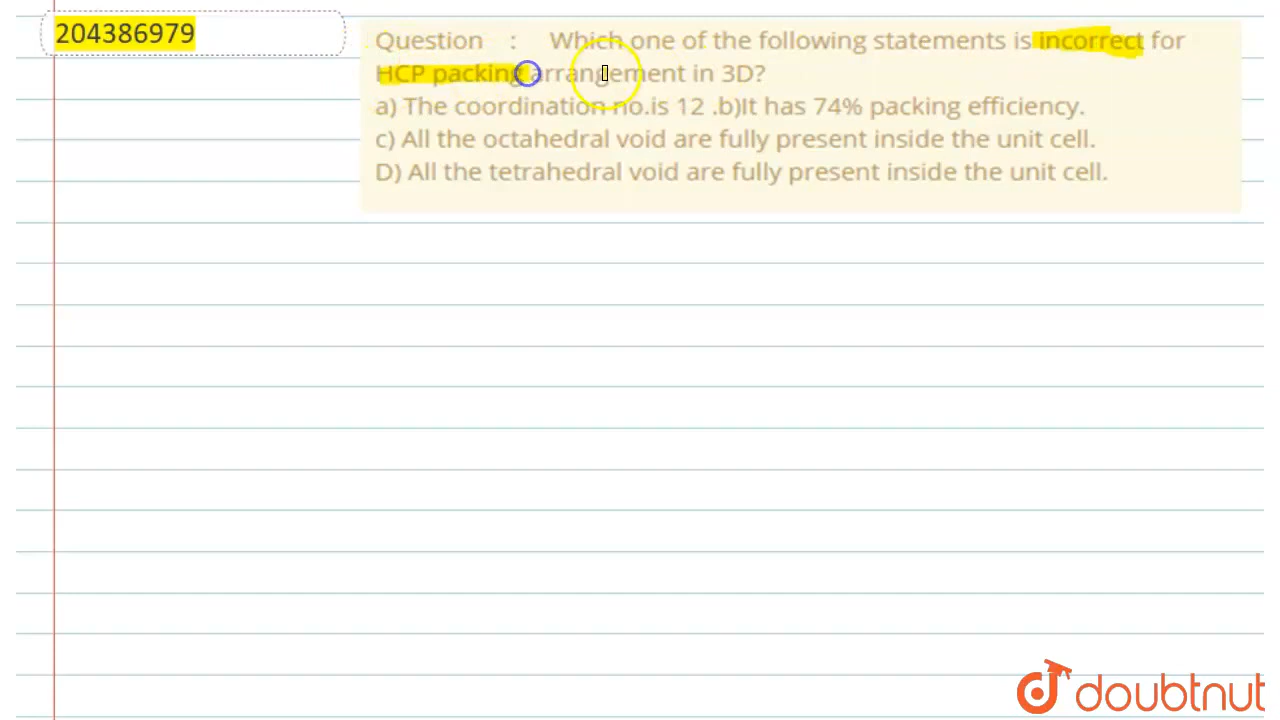 204386979
Question : Which one of the following statements is incorrect for
HCP packing arrangement in 3D?
a) The coordination no.is 12 .b)It has 74% packing efficiency.
c) All the octahedral void are fully present inside the unit cell.
D) All the tetrahedral void are fully present inside the unit cell.
doubtnut